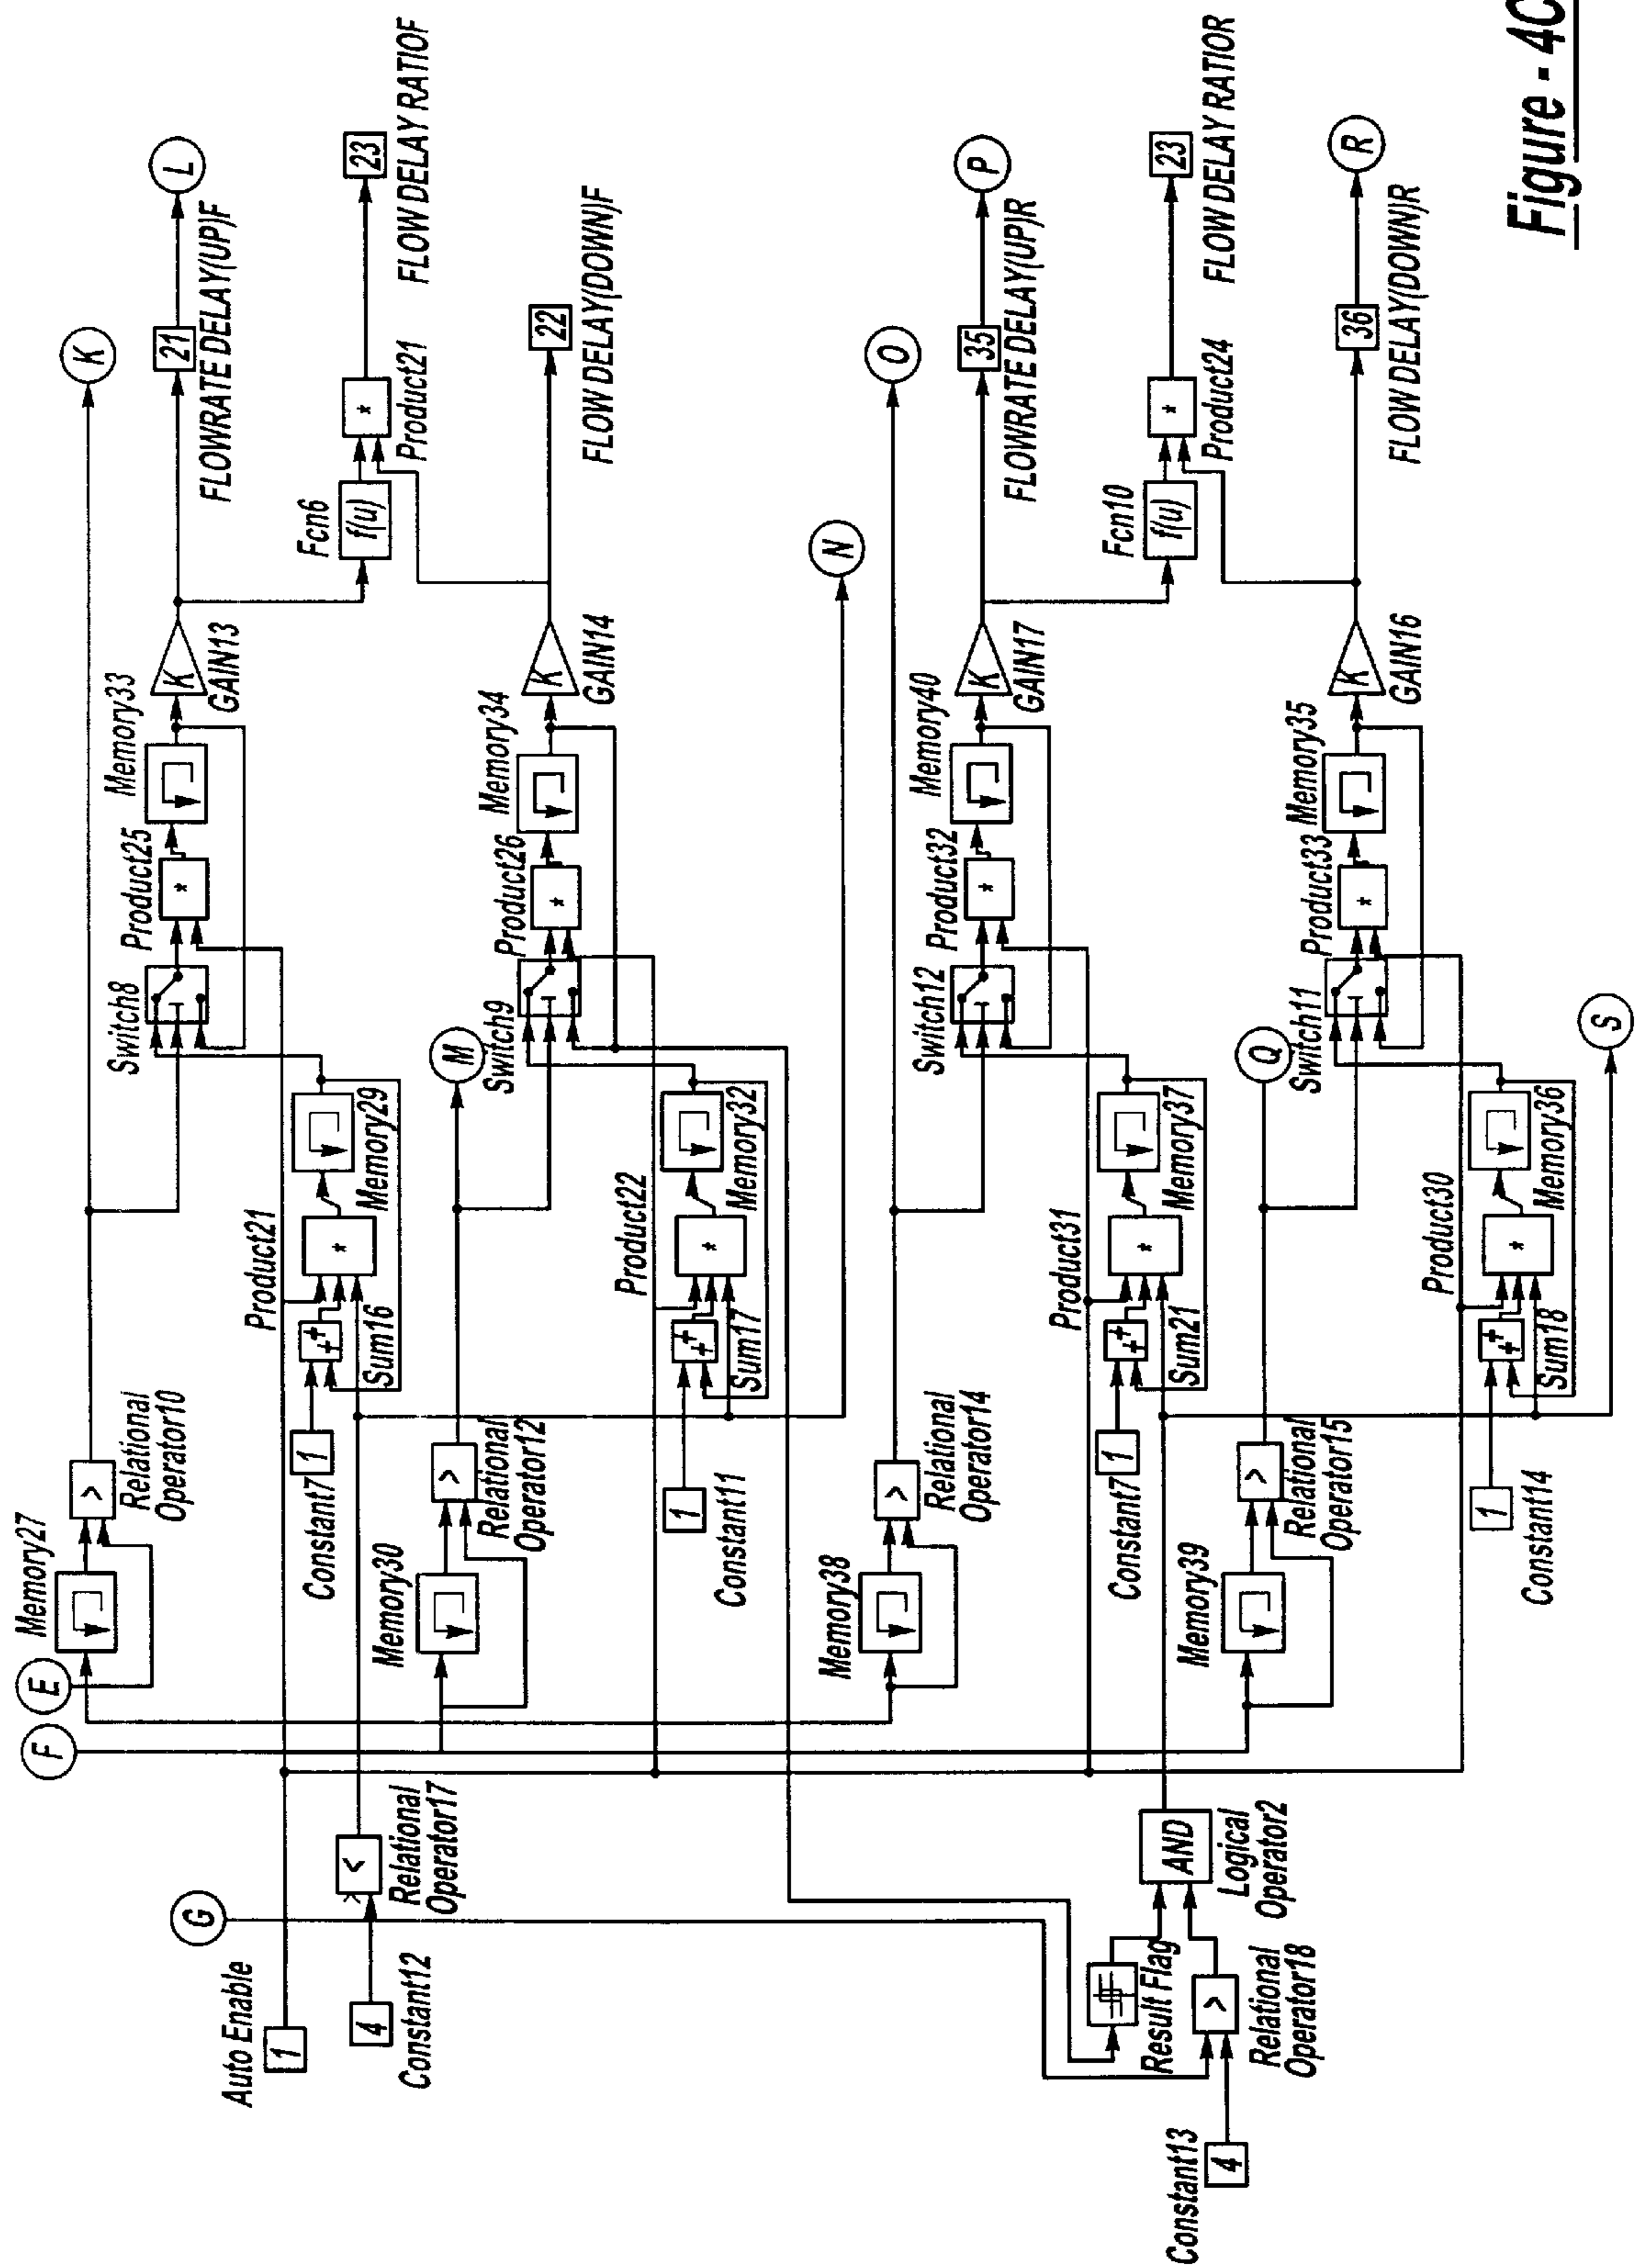 Figure - 4C
E
F
G
Memory27
>
Relational
Operator10
K
Switch8
Product25
*
Memory33
K
GAIN13
21
FLOWRATE DELAY(UP)F
L
Auto Enable
1
Constant7
1
Sum16
++
Product21
*
Memory29
Fcn6
f(u)
*
Product21
23
FLOW DELAY RATIOF
4
Constant12
<
Relational
Operator17
Memory30
>
Relational
Operator12
M
Switch9
Product26
*
Memory34
K
GAIN14
22
FLOW DELAY(DOWN)F
1
Constant11
++
Sum17
Product22
*
Memory32
N
Memory38
>
Relational
Operator14
O
Switch12
Product32
*
Memory40
K
GAIN17
35
FLOWRATE DELAY(UP)R
P
Constant7
1
++
Sum21
Product31
*
Memory37
Fcn10
f(u)
*
Product24
23
FLOW DELAY RATIOR
Result Flag
AND
Logical
Operator2
Constant13
4
>
Relational
Operator18
Memory39
>
Relational
Operator15
Q
Switch11
Product33
*
Memory35
K
GAIN16
36
FLOW DELAY(DOWN)R
R
1
Constant14
++
Sum18
Product30
*
Memory36
S